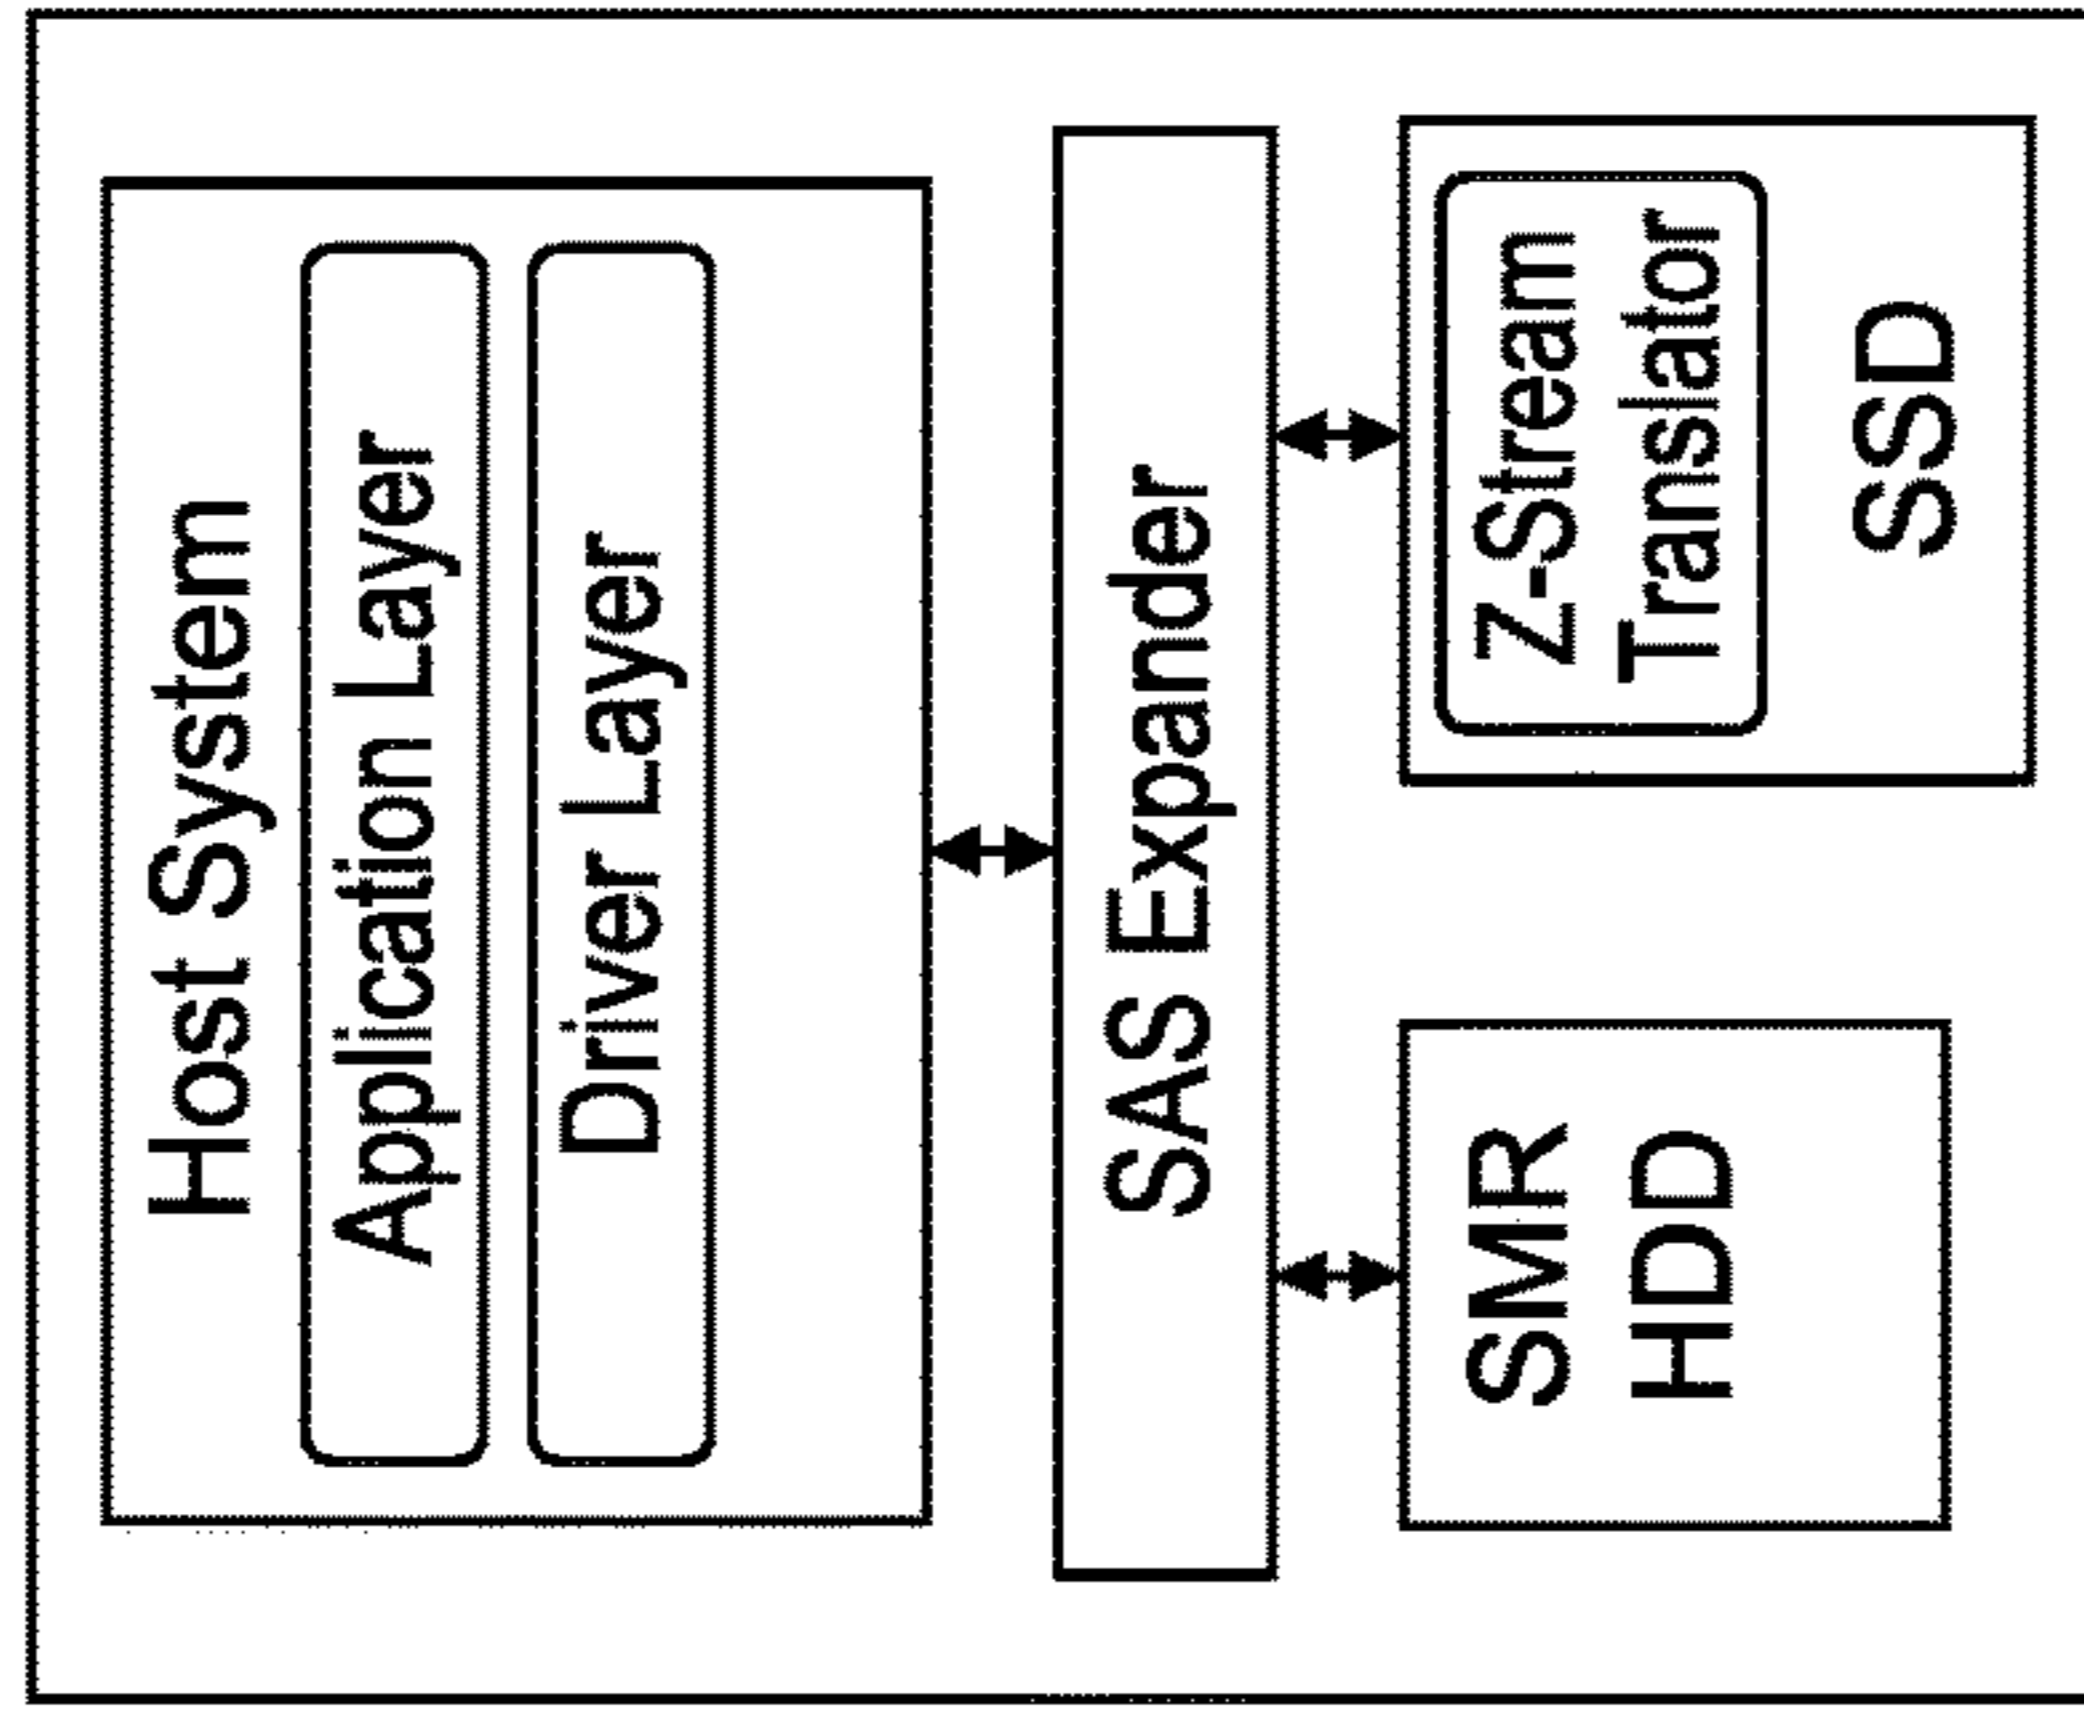 Host System
Application Layer
Driver Layer
SAS Expander
SMR
HDD
Z-Stream
Translator
SSD